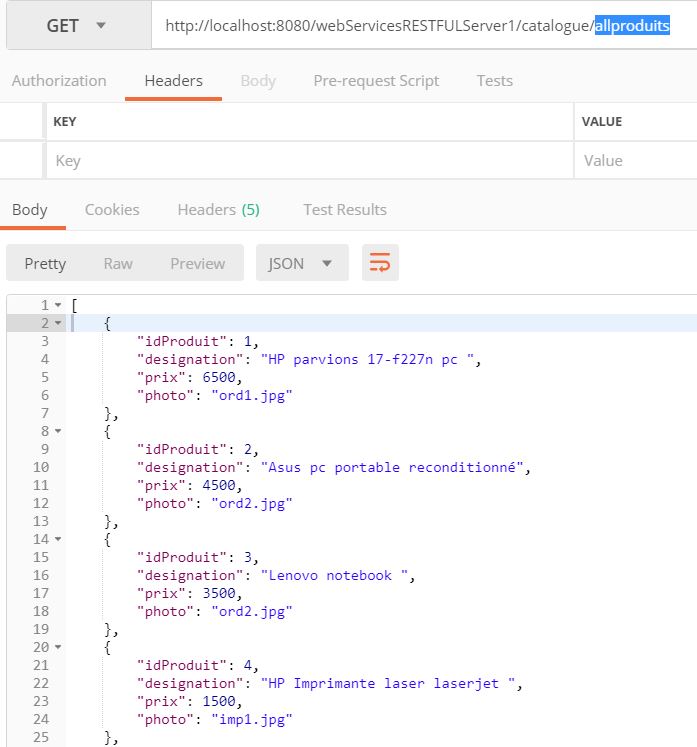 GET http://localhost:8080/webServicesRESTFULServer1/catalogue/allproduits
Authorization Headers Body Pre-request Script Tests
KEY VALUE
Key Value
Body Cookies Headers (5) Test Results
Pretty Raw Preview JSON
1 [
2 {
3 "idProduit": 1,
4 "designation": "HP parvions 17-f227n pc ",
5 "prix": 6500,
6 "photo": "ord1.jpg"
7 },
8 {
9 "idProduit": 2,
10 "designation": "Asus pc portable reconditionné",
11 "prix": 4500,
12 "photo": "ord2.jpg"
13 },
14 {
15 "idProduit": 3,
16 "designation": "Lenovo notebook ",
17 "prix": 3500,
18 "photo": "ord2.jpg"
19 },
20 {
21 "idProduit": 4,
22 "designation": "HP Imprimante laser laserjet ",
23 "prix": 1500,
24 "photo": "imp1.jpg"
25 },